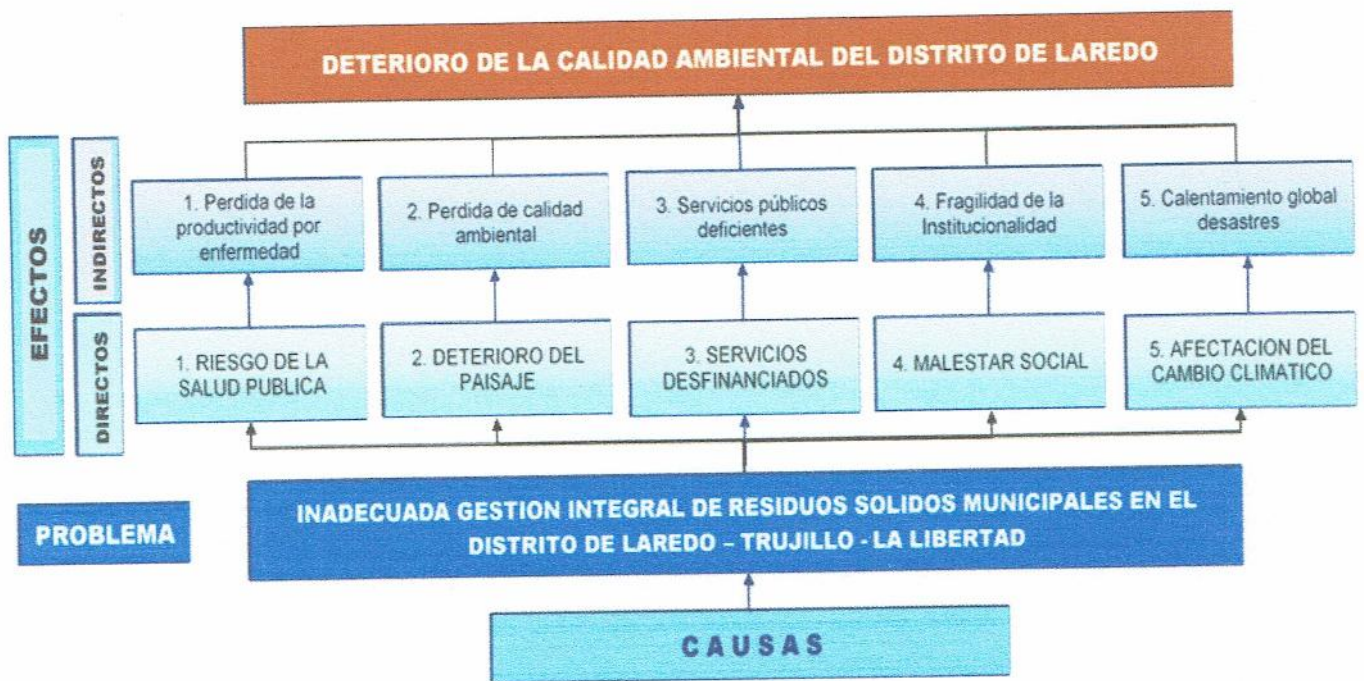 DETERIORO DE LA CALIDAD AMBIENTAL DEL DISTRITO DE LAREDO
EFECTOS
INDIRECTOS
1. Perdida de la
productividad por
enfermedad
2. Perdida de calidad
ambiental
3. Servicios públicos
deficientes
4. Fragilidad de la
Institucionalidad
5. Calentamiento global
desastres
DIRECTOS
1. RIESGO DE LA
SALUD PUBLICA
2. DETERIORO DEL
PAISAJE
3. SERVICIOS
DESFINANCIADOS
4. MALESTAR SOCIAL
5. AFECTACION DEL
CAMBIO CLIMATICO
PROBLEMA
INADECUADA GESTION INTEGRAL DE RESIDUOS SOLIDOS MUNICIPALES EN EL
DISTRITO DE LAREDO – TRUJILLO - LA LIBERTAD
CAUSAS